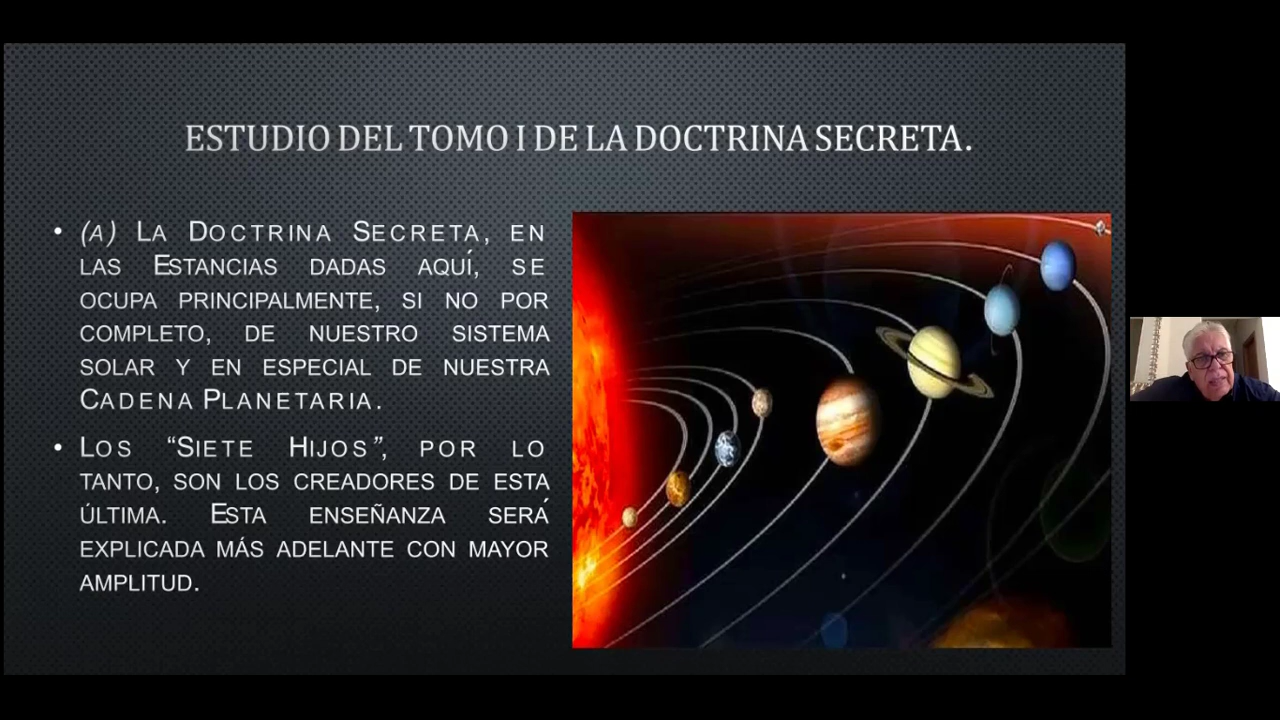 ESTUDIO DEL TOMO I DE LA DOCTRINA SECRETA.
• (A) LA DOCTRINA SECRETA, EN
LAS ESTANCIAS DADAS AQUÍ, SE
OCUPA PRINCIPALMENTE, SI NO POR
COMPLETO, DE NUESTRO SISTEMA
SOLAR Y EN ESPECIAL DE NUESTRA
CADENA PLANETARIA.
• LOS “SIETE HIJOS”, POR LO
TANTO, SON LOS CREADORES DE ESTA
ÚLTIMA. ESTA ENSEÑANZA SERÁ
EXPLICADA MÁS ADELANTE CON MAYOR
AMPLITUD.